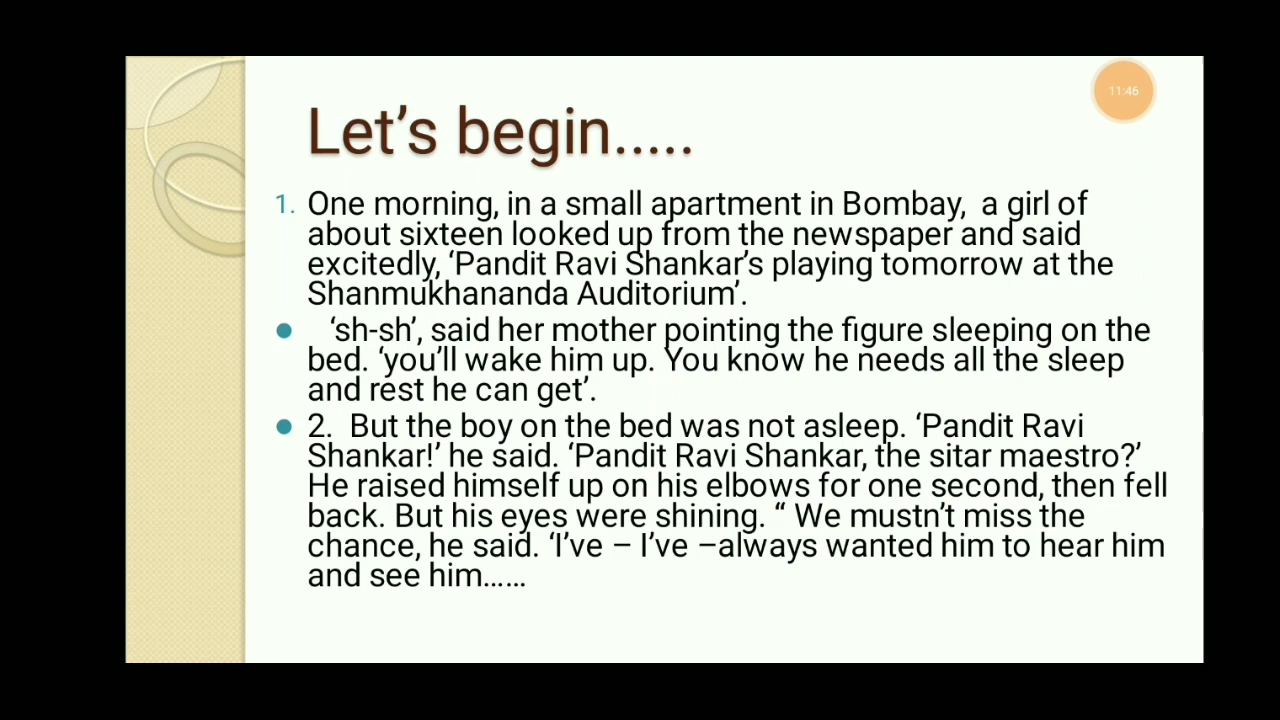 11:46
Let’s begin.....
1. One morning, in a small apartment in Bombay,  a girl of
about sixteen looked up from the newspaper and said
excitedly, ‘Pandit Ravi Shankar’s playing tomorrow at the
Shanmukhananda Auditorium’.
●   ‘sh-sh’, said her mother pointing the figure sleeping on the
bed. ‘you’ll wake him up. You know he needs all the sleep
and rest he can get’.
● 2.  But the boy on the bed was not asleep. ‘Pandit Ravi
Shankar!’ he said. ‘Pandit Ravi Shankar, the sitar maestro?’
He raised himself up on his elbows for one second, then fell
back. But his eyes were shining. “ We mustn’t miss the
chance, he said. ‘I’ve – I’ve –always wanted him to hear him
and see him……